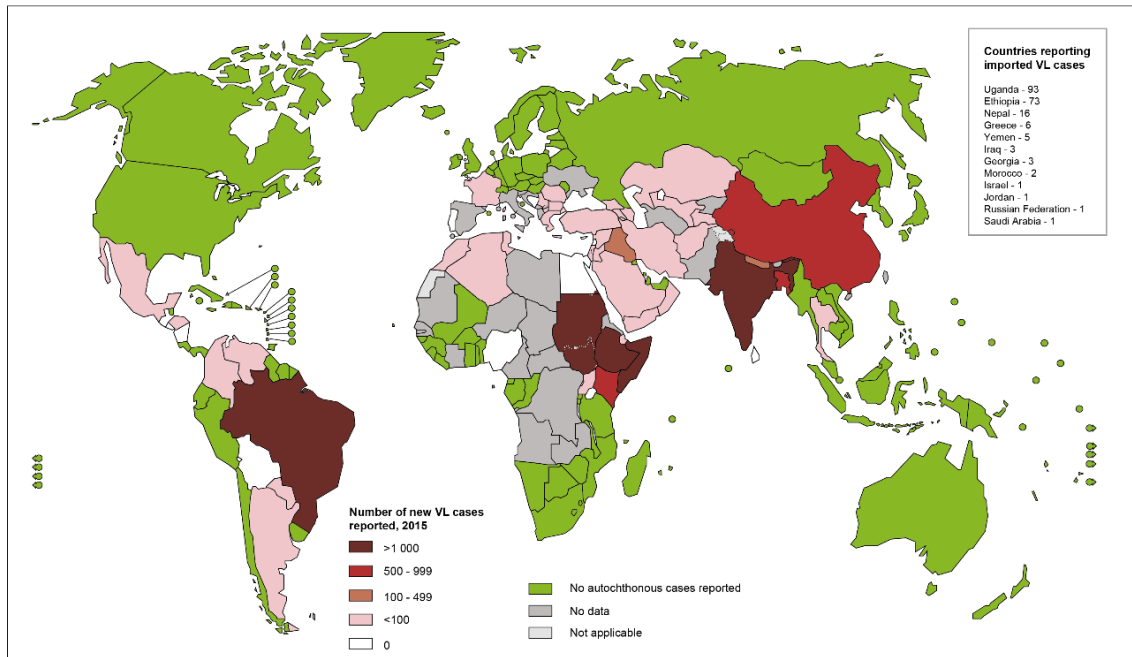 Countries reporting
imported VL cases
Uganda - 93
Ethiopia - 73
Nepal - 16
Greece - 6
Yemen - 5
Iraq - 3
Georgia - 3
Morocco - 2
Israel - 1
Jordan - 1
Russian Federation - 1
Saudi Arabia - 1
Number of new VL cases
reported, 2015
>1 000
500 - 999
100 - 499
<100
0
No autochthonous cases reported
No data
Not applicable